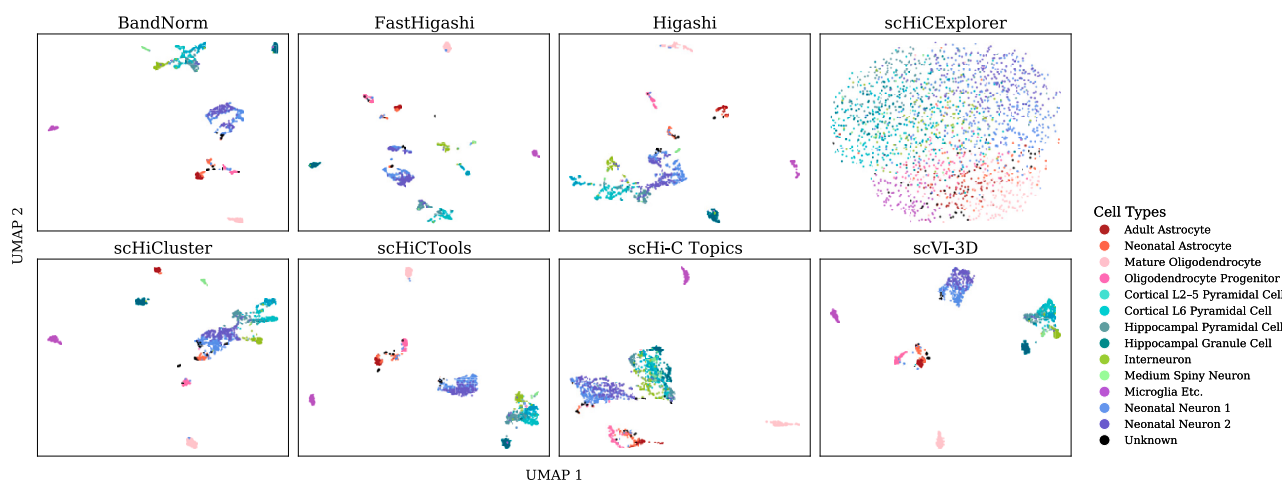 BandNorm
FastHigashi
Higashi
scHiCExplorer
scHiCluster
scHiCTools
scHi-C Topics
scVI-3D
UMAP 2
UMAP 1
Cell Types
Adult Astrocyte
Neonatal Astrocyte
Mature Oligodendrocyte
Oligodendrocyte Progenitor
Cortical L2–5 Pyramidal Cell
Cortical L6 Pyramidal Cell
Hippocampal Pyramidal Cell
Hippocampal Granule Cell
Interneuron
Medium Spiny Neuron
Microglia Etc.
Neonatal Neuron 1
Neonatal Neuron 2
Unknown